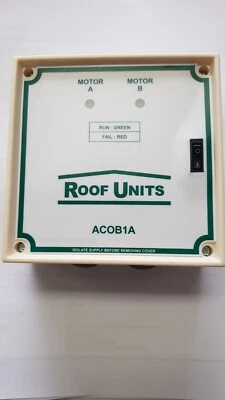 MOTOR A
MOTOR B
RUN - GREEN
FAIL - RED
ROOF UNITS
ACOB1A
ISOLATE SUPPLY BEFORE REMOVING COVER